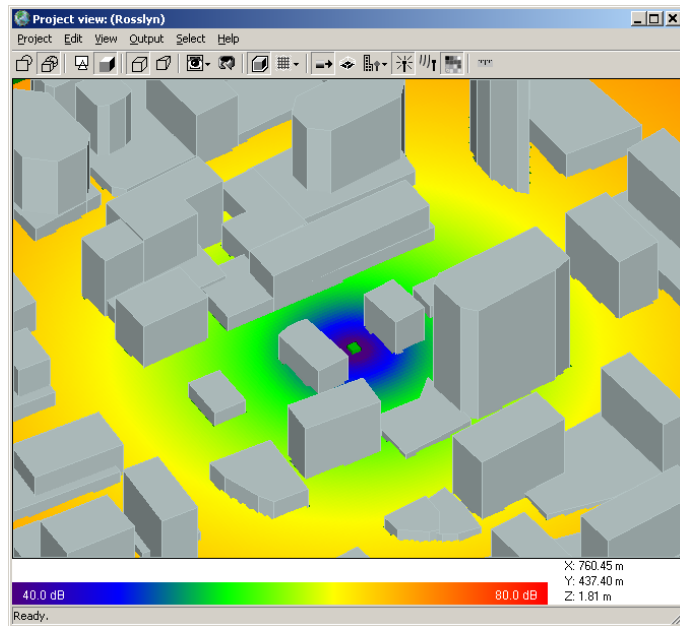 Project view: (Rosslyn)
Project Edit View Output Select Help
X: 760.45 m
Y: 437.40 m
40.0 dB 80.0 dB
Z: 1.81 m
Ready.